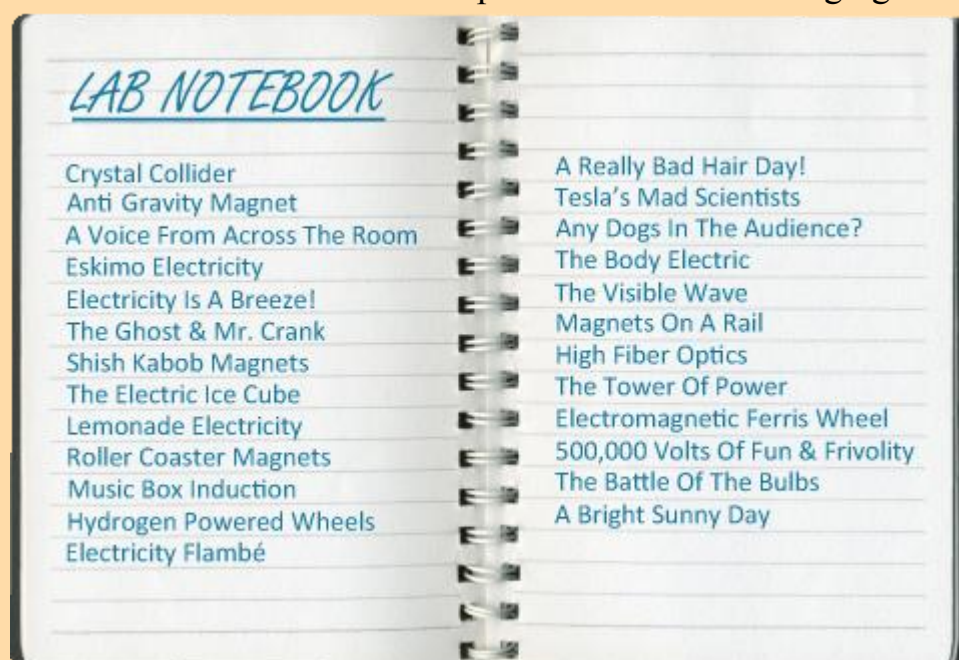 LAB NOTEBOOK
Crystal Collider
Anti Gravity Magnet
A Voice From Across The Room
Eskimo Electricity
Electricity Is A Breeze!
The Ghost & Mr. Crank
Shish Kabob Magnets
The Electric Ice Cube
Lemonade Electricity
Roller Coaster Magnets
Music Box Induction
Hydrogen Powered Wheels
Electricity Flambé
A Really Bad Hair Day!
Tesla's Mad Scientists
Any Dogs In The Audience?
The Body Electric
The Visible Wave
Magnets On A Rail
High Fiber Optics
The Tower Of Power
Electromagnetic Ferris Wheel
500,000 Volts Of Fun & Frivolity
The Battle Of The Bulbs
A Bright Sunny Day